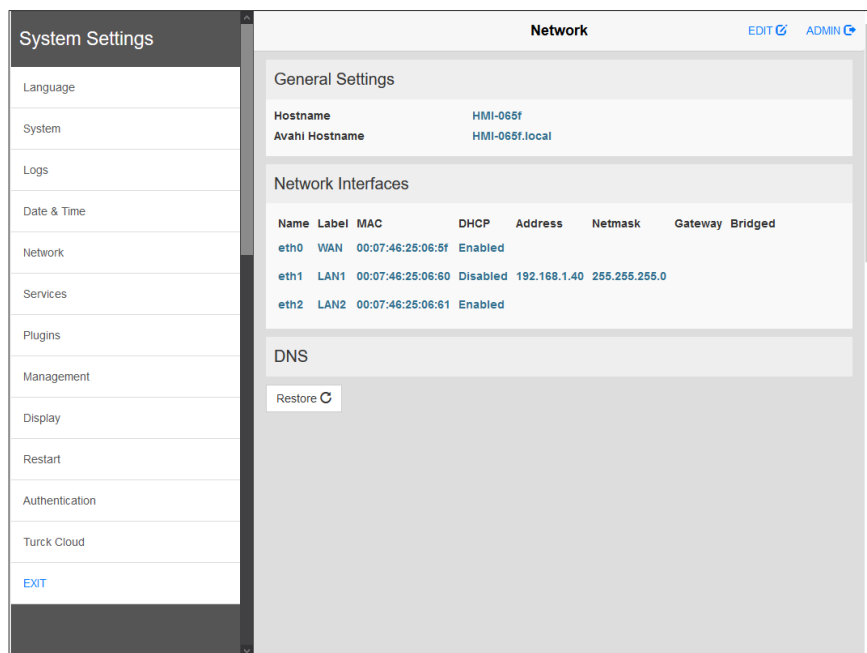 System Settings
Language
System
Logs
Date & Time
Network
Services
Plugins
Management
Display
Restart
Authentication
Turck Cloud
EXIT
Network
EDIT
ADMIN
General Settings
Hostname HMI-065f
Avahi Hostname HMI-065f.local
Network Interfaces
Name Label MAC DHCP Address Netmask Gateway Bridged
eth0 WAN 00:07:46:25:06:5f Enabled
eth1 LAN1 00:07:46:25:06:60 Disabled 192.168.1.40 255.255.255.0
eth2 LAN2 00:07:46:25:06:61 Enabled
DNS
Restore